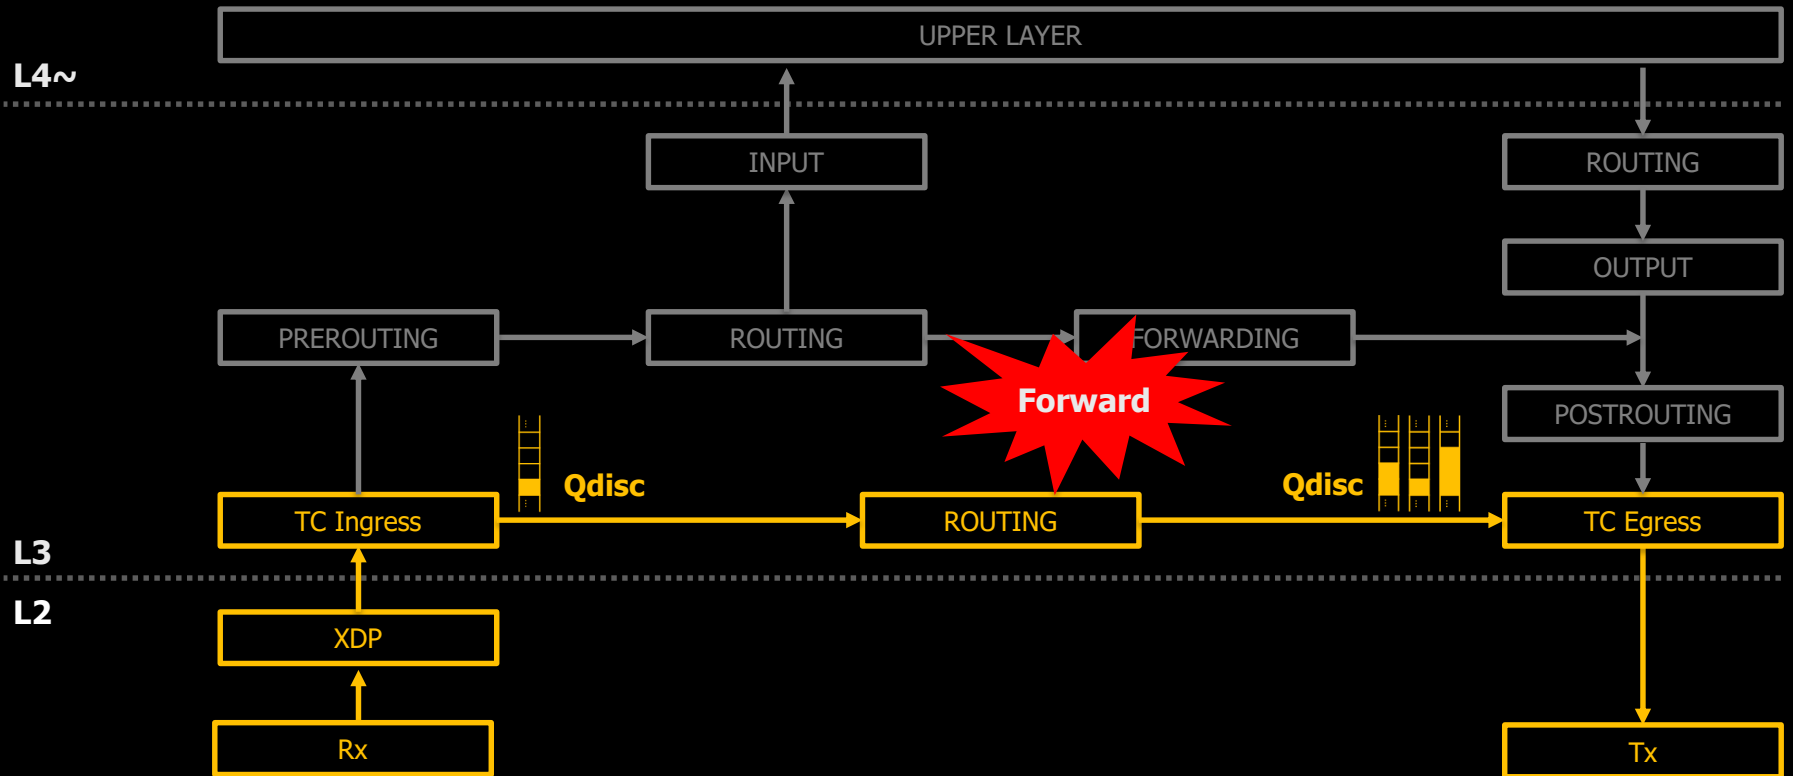 UPPER LAYER
L4~
INPUT
ROUTING
OUTPUT
PREROUTING
ROUTING
FORWARDING
Forward
POSTROUTING
Qdisc
Qdisc
TC Ingress
ROUTING
TC Egress
L3
L2
XDP
Rx
Tx